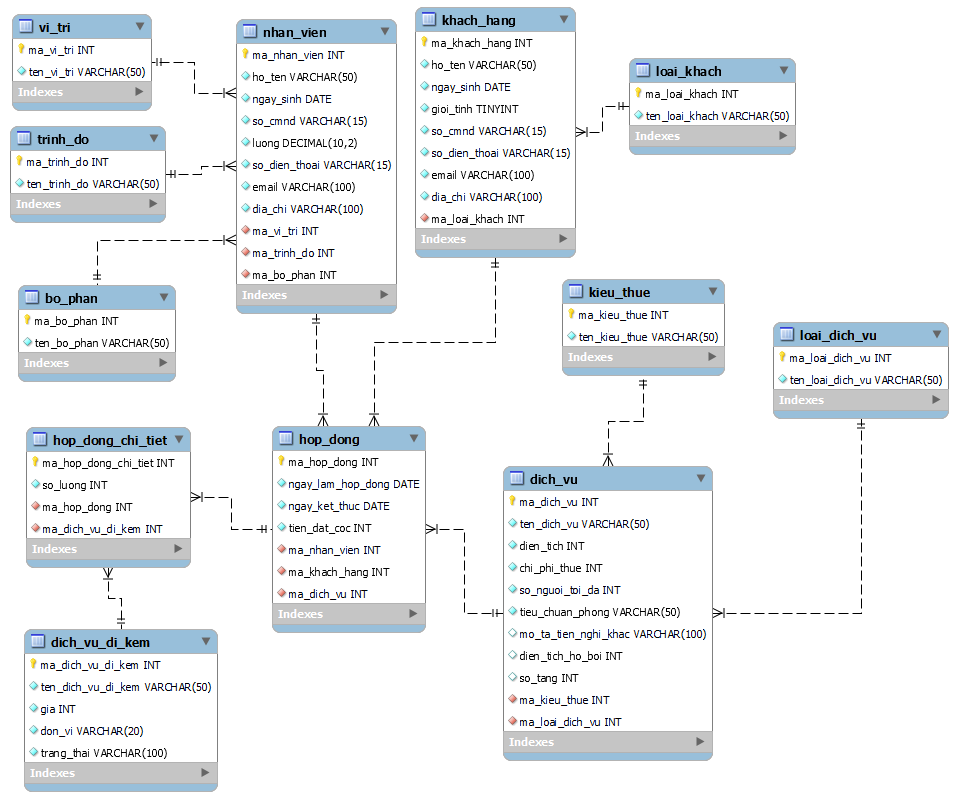 vi_tri
ma_vi_tri INT
ten_vi_tri VARCHAR(50)
Indexes
trinh_do
ma_trinh_do INT
ten_trinh_do VARCHAR(50)
Indexes
bo_phan
ma_bo_phan INT
ten_bo_phan VARCHAR(50)
Indexes
nhan_vien
ma_nhan_vien INT
ho_ten VARCHAR(50)
ngay_sinh DATE
so_cmnd VARCHAR(15)
luong DECIMAL(10,2)
so_dien_thoai VARCHAR(15)
email VARCHAR(100)
dia_chi VARCHAR(100)
ma_vi_tri INT
ma_trinh_do INT
ma_bo_phan INT
Indexes
khach_hang
ma_khach_hang INT
ho_ten VARCHAR(50)
ngay_sinh DATE
gioi_tinh TINYINT
so_cmnd VARCHAR(15)
so_dien_thoai VARCHAR(15)
email VARCHAR(100)
dia_chi VARCHAR(100)
ma_loai_khach INT
Indexes
loai_khach
ma_loai_khach INT
ten_loai_khach VARCHAR(50)
Indexes
kieu_thue
ma_kieu_thue INT
ten_kieu_thue VARCHAR(50)
Indexes
loai_dich_vu
ma_loai_dich_vu INT
ten_loai_dich_vu VARCHAR(50)
Indexes
hop_dong_chi_tiet
ma_hop_dong_chi_tiet INT
so_luong INT
ma_hop_dong INT
ma_dich_vu_di_kem INT
Indexes
hop_dong
ma_hop_dong INT
ngay_lam_hop_dong DATE
ngay_ket_thuc DATE
tien_dat_coc INT
ma_nhan_vien INT
ma_khach_hang INT
ma_dich_vu INT
Indexes
dich_vu
ma_dich_vu INT
ten_dich_vu VARCHAR(50)
dien_tich INT
chi_phi_thue INT
so_nguoi_toi_da INT
tieu_chuan_phong VARCHAR(50)
mo_ta_tien_nghi_khac VARCHAR(100)
dien_tich_ho_boi INT
so_tang INT
ma_kieu_thue INT
ma_loai_dich_vu INT
Indexes
dich_vu_di_kem
ma_dich_vu_di_kem INT
ten_dich_vu_di_kem VARCHAR(50)
gia INT
don_vi VARCHAR(20)
trang_thai VARCHAR(100)
Indexes